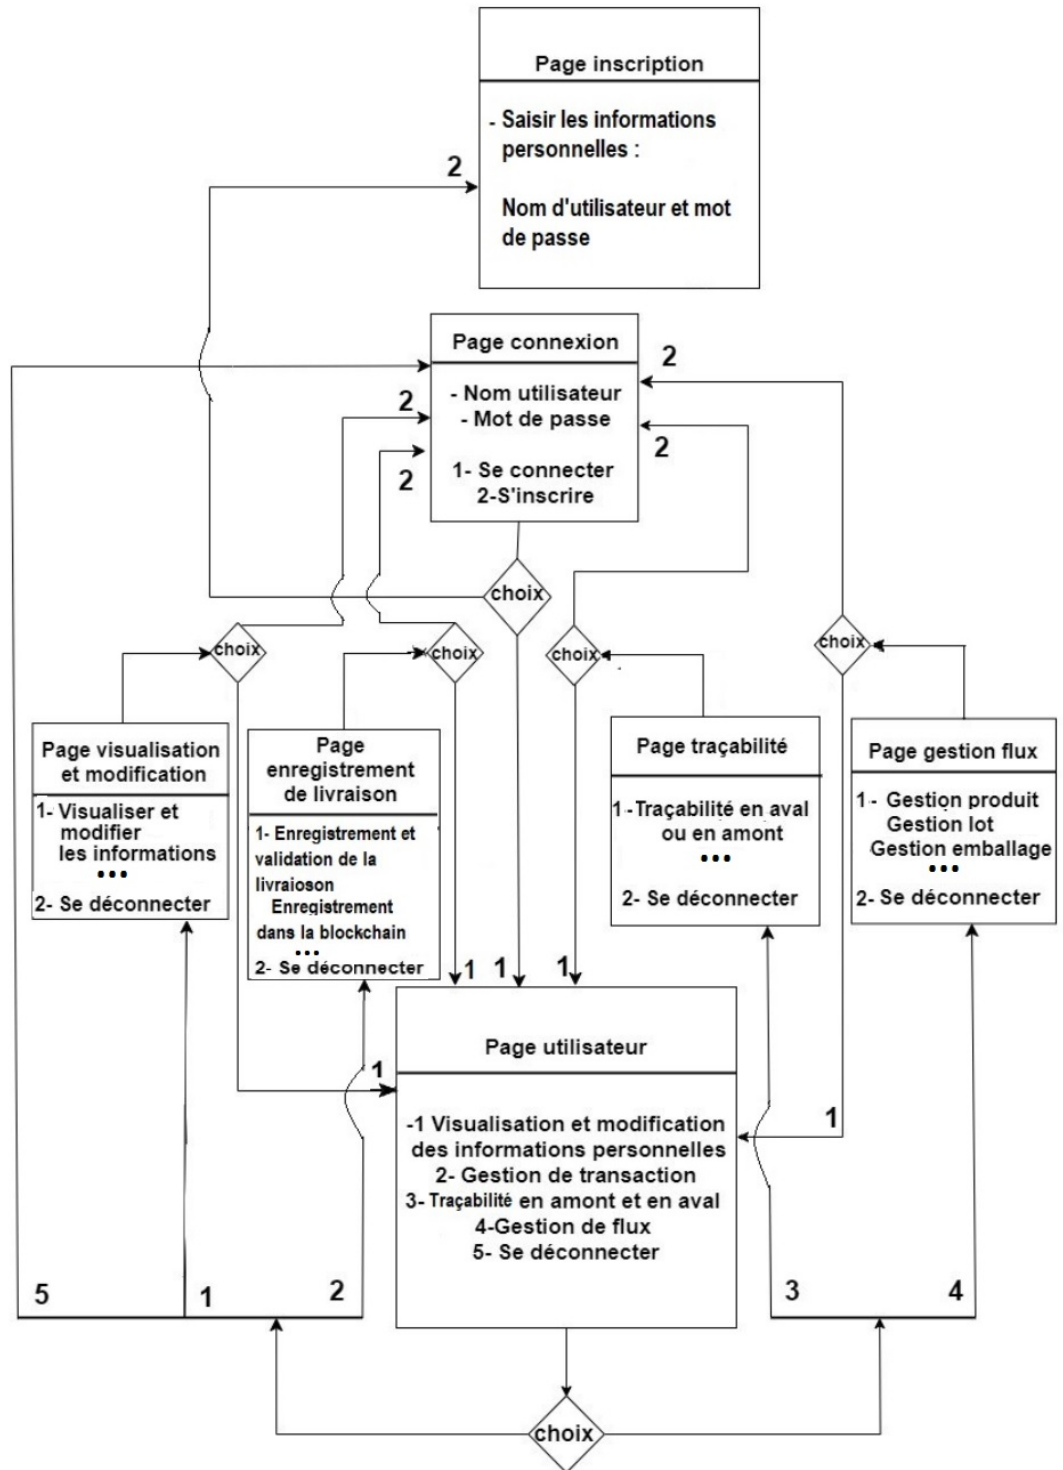 Page inscription
- Saisir les informations
personnelles :
Nom d'utilisateur et mot
de passe
2
Page connexion
- Nom utilisateur
- Mot de passe
1- Se connecter
2-S'inscrire
2
2
2
2
choix
choix
choix
choix
choix
Page visualisation
et modification
1- Visualiser et
modifier
les informations
...
2- Se déconnecter
Page
enregistrement
de livraison
1- Enregistrement et
validation de la
livraioson
Enregistrement
dans la blockchain
...
2- Se déconnecter
Page traçabilité
1 -Traçabilité en aval
ou en amont
...
2- Se déconnecter
Page gestion flux
1 - Gestion produit
Gestion lot
Gestion emballage
...
2- Se déconnecter
1
1
1
1
1
Page utilisateur
-1 Visualisation et modification
des informations personnelles
2- Gestion de transaction
3- Traçabilité en amont et en aval
4-Gestion de flux
5- Se déconnecter
5
1
2
3
4
choix